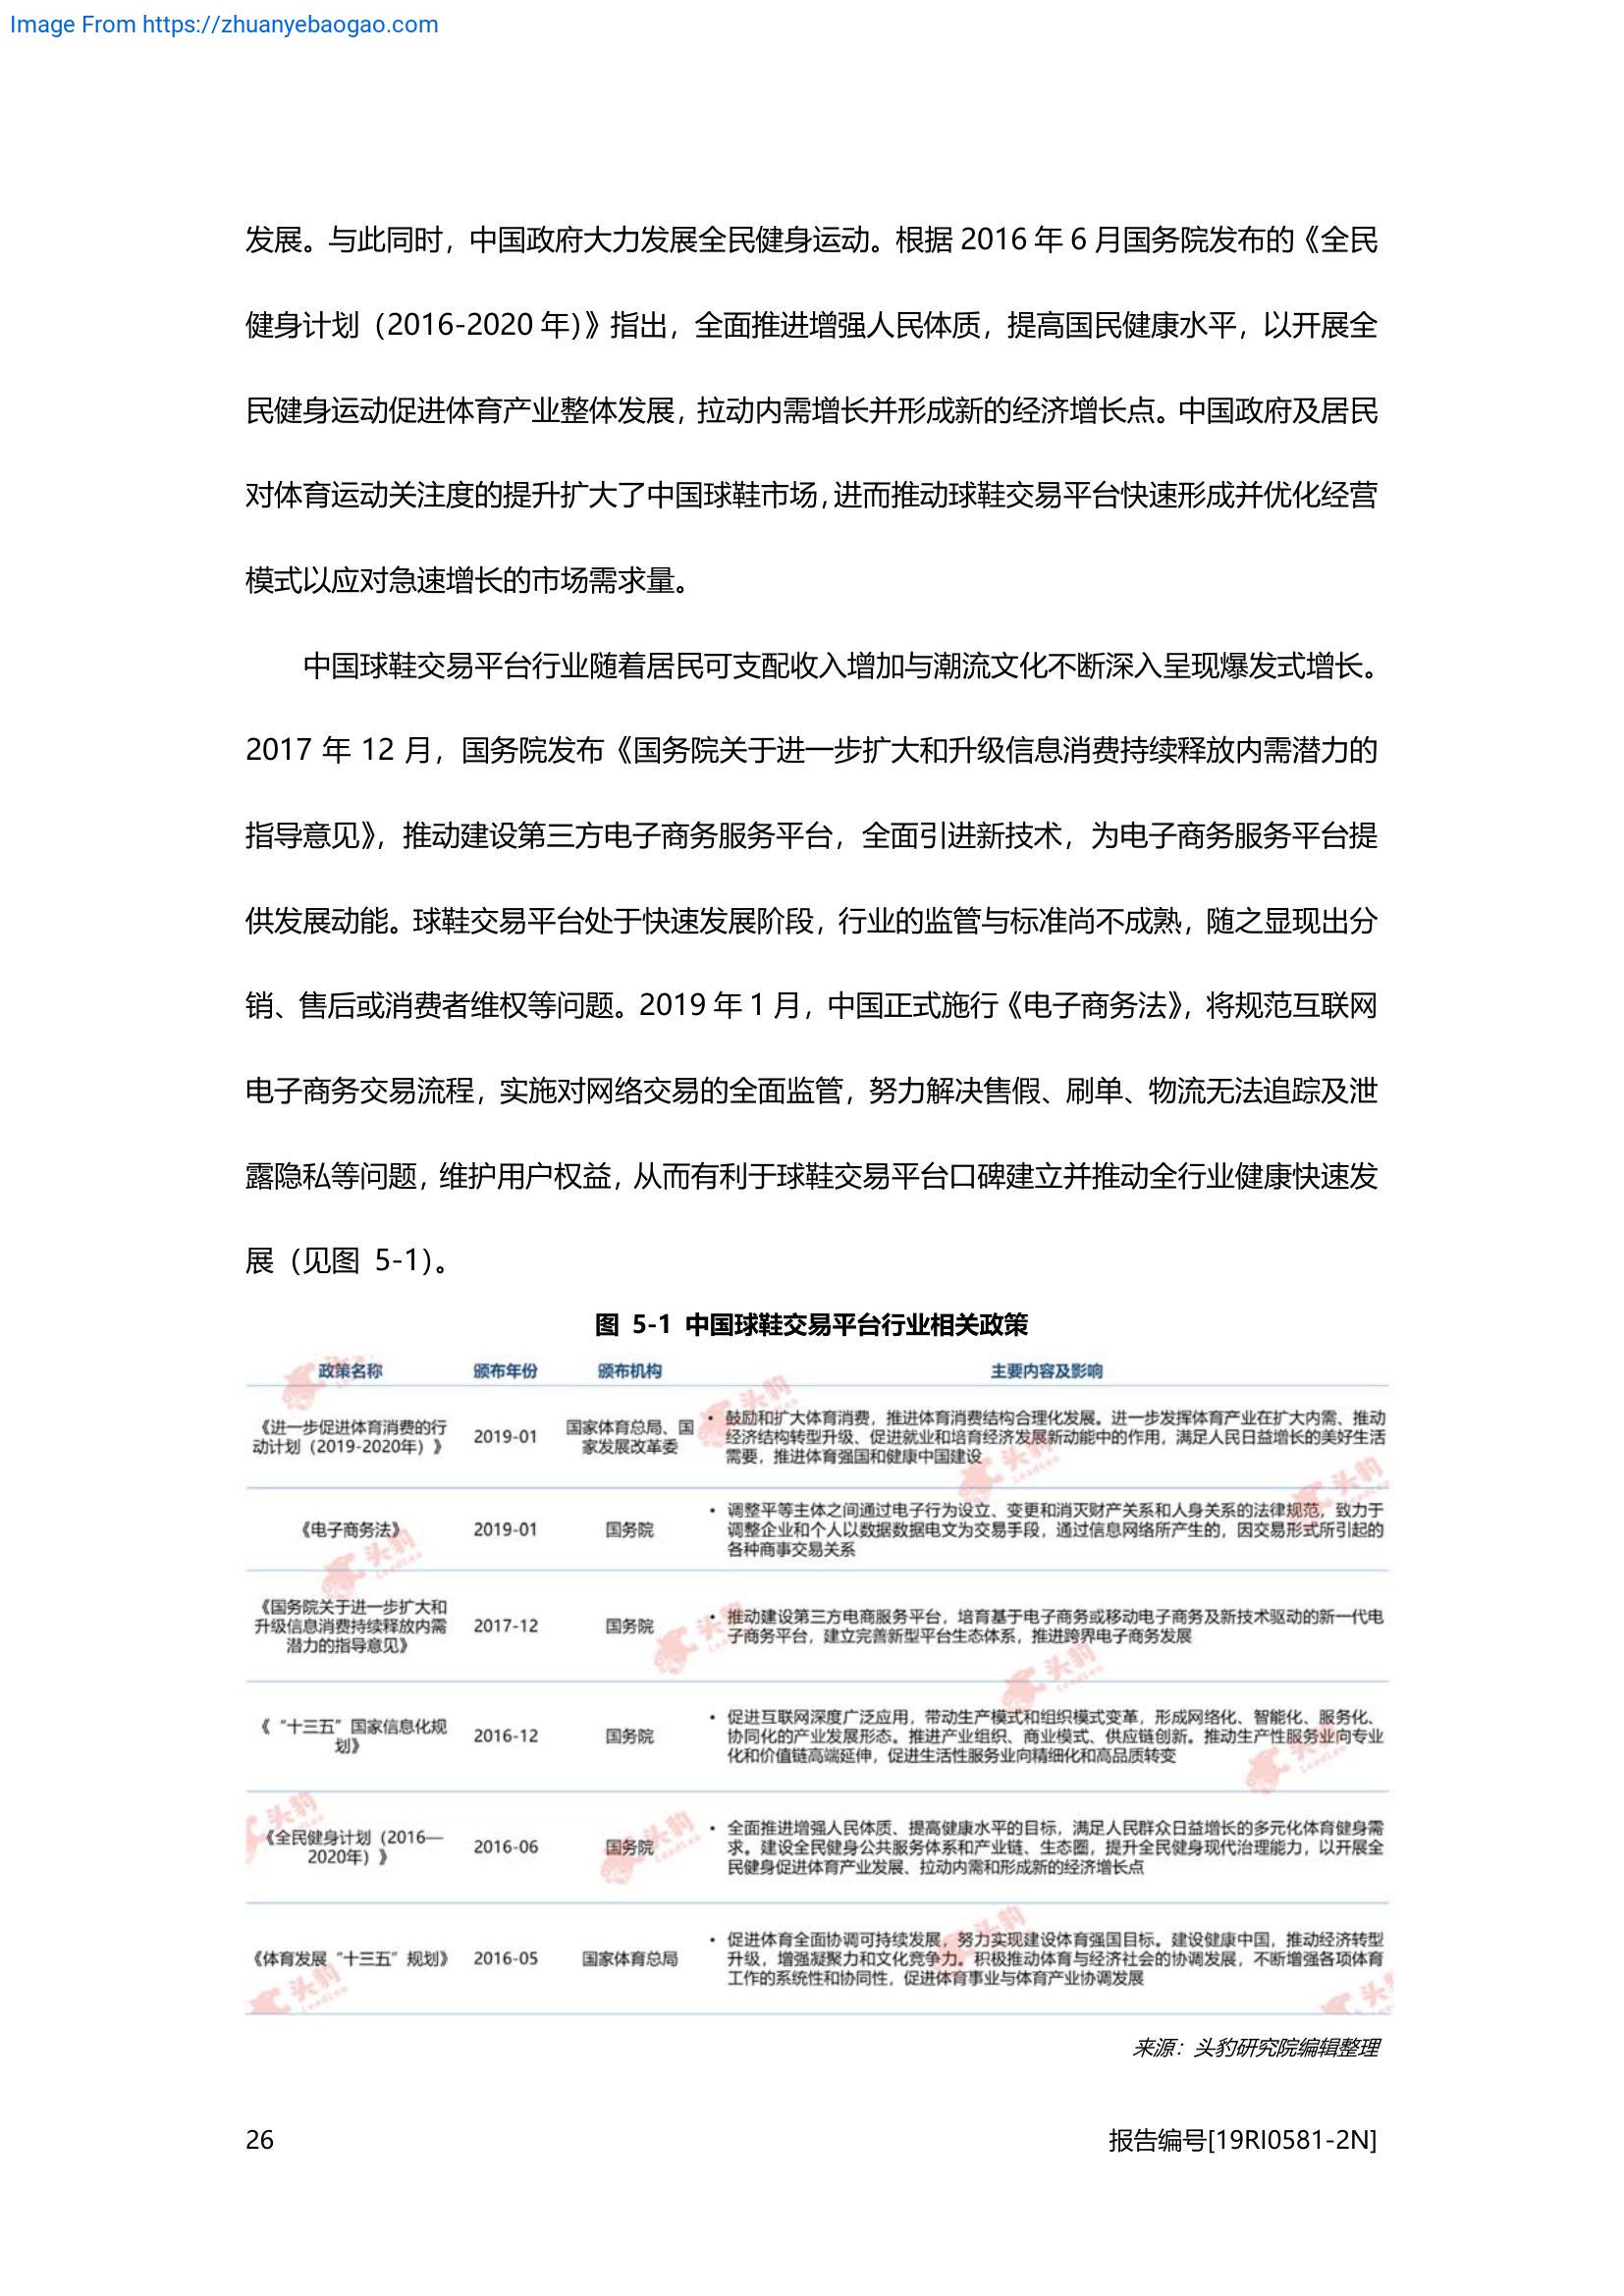 Image From https://zhuanyebaogao.com
发展。与此同时，中国政府大力发展全民健身运动。根据 2016 年 6 月国务院发布的《全民
健身计划（2016-2020 年）》指出，全面推进增强人民体质，提高国民健康水平，以开展全
民健身运动促进体育产业整体发展，拉动内需增长并形成新的经济增长点。中国政府及居民
对体育运动关注度的提升扩大了中国球鞋市场，进而推动球鞋交易平台快速形成并优化经营
模式以应对急速增长的市场需求量。
中国球鞋交易平台行业随着居民可支配收入增加与潮流文化不断深入呈现爆发式增长。
2017 年 12 月，国务院发布《国务院关于进一步扩大和升级信息消费持续释放内需潜力的
指导意见》，推动建设第三方电子商务服务平台，全面引进新技术，为电子商务服务平台提
供发展动能。球鞋交易平台处于快速发展阶段，行业的监管与标准尚不成熟，随之显现出分
销、售后或消费者维权等问题。2019 年 1 月，中国正式施行《电子商务法》，将规范互联网
电子商务交易流程，实施对网络交易的全面监管，努力解决售假、刷单、物流无法追踪及泄
露隐私等问题，维护用户权益，从而有利于球鞋交易平台口碑建立并推动全行业健康快速发
展（见图 5-1）。
图 5-1 中国球鞋交易平台行业相关政策
政策名称 颁布年份 颁布机构 主要内容及影响
《进一步促进体育消费的行
动计划（2019-2020年）》
2019-01
国家体育总局、国
家发展改革委
• 鼓励和扩大体育消费，推进体育消费结构合理化发展。进一步发挥体育产业在扩大内需、推动
经济结构转型升级、促进就业和培育经济发展新动能中的作用，满足人民日益增长的美好生活
需要，推进体育强国和健康中国建设
《电子商务法》
2019-01
国务院
• 调整平等主体之间通过电子行为设立、变更和消灭财产关系和人身关系的法律规范，致力于
调整企业和个人以数据数据电文为交易手段，通过信息网络所产生的，因交易形式所引起的
各种商事交易关系
《国务院关于进一步扩大和
升级信息消费持续释放内需
潜力的指导意见》
2017-12
国务院
• 推动建设第三方电商服务平台，培育基于电子商务或移动电子商务及新技术驱动的新一代电
子商务平台，建立完善新型平台生态体系，推进跨界电子商务发展
《“十三五”国家信息化规
划》
2016-12
国务院
• 促进互联网深度广泛应用，带动生产模式和组织模式变革，形成网络化、智能化、服务化、
协同化的产业发展形态。推进产业组织、商业模式、供应链创新。推动生产性服务业向专业
化和价值链高端延伸，促进生活性服务业向精细化和高品质转变
《全民健身计划（2016—
2020年）》
2016-06
国务院
• 全面推进增强人民体质、提高健康水平的目标，满足人民群众日益增长的多元化体育健身需
求。建设全民健身公共服务体系和产业链、生态圈，提升全民健身现代治理能力，以开展全
民健身促进体育产业发展、拉动内需和形成新的经济增长点
《体育发展“十三五”规划》
2016-05
国家体育总局
• 促进体育全面协调可持续发展，努力实现建设体育强国目标。建设健康中国，推动经济转型
升级，增强凝聚力和文化竞争力。积极推动体育与经济社会的协调发展，不断增强各项体育
工作的系统性和协同性，促进体育事业与体育产业协调发展
来源：头豹研究院编辑整理
26
报告编号[19RI0581-2N]